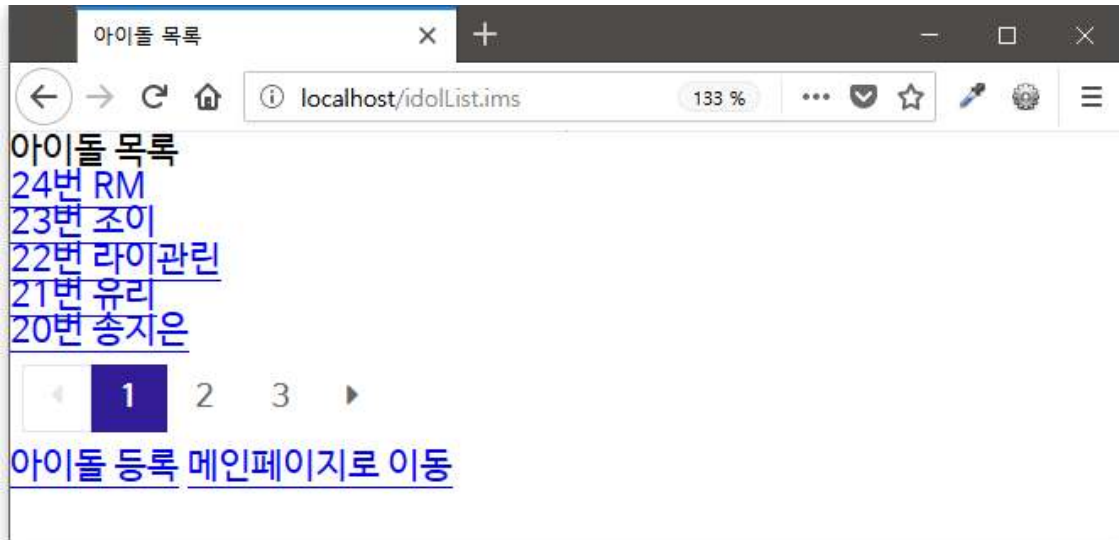 아이돌 목록
localhost/idolList.ims 133 %
아이돌 목록
24번 RM
23번 조이
22번 라이관린
21번 유리
20번 송지은
1 2 3
아이돌 등록 메인페이지로 이동